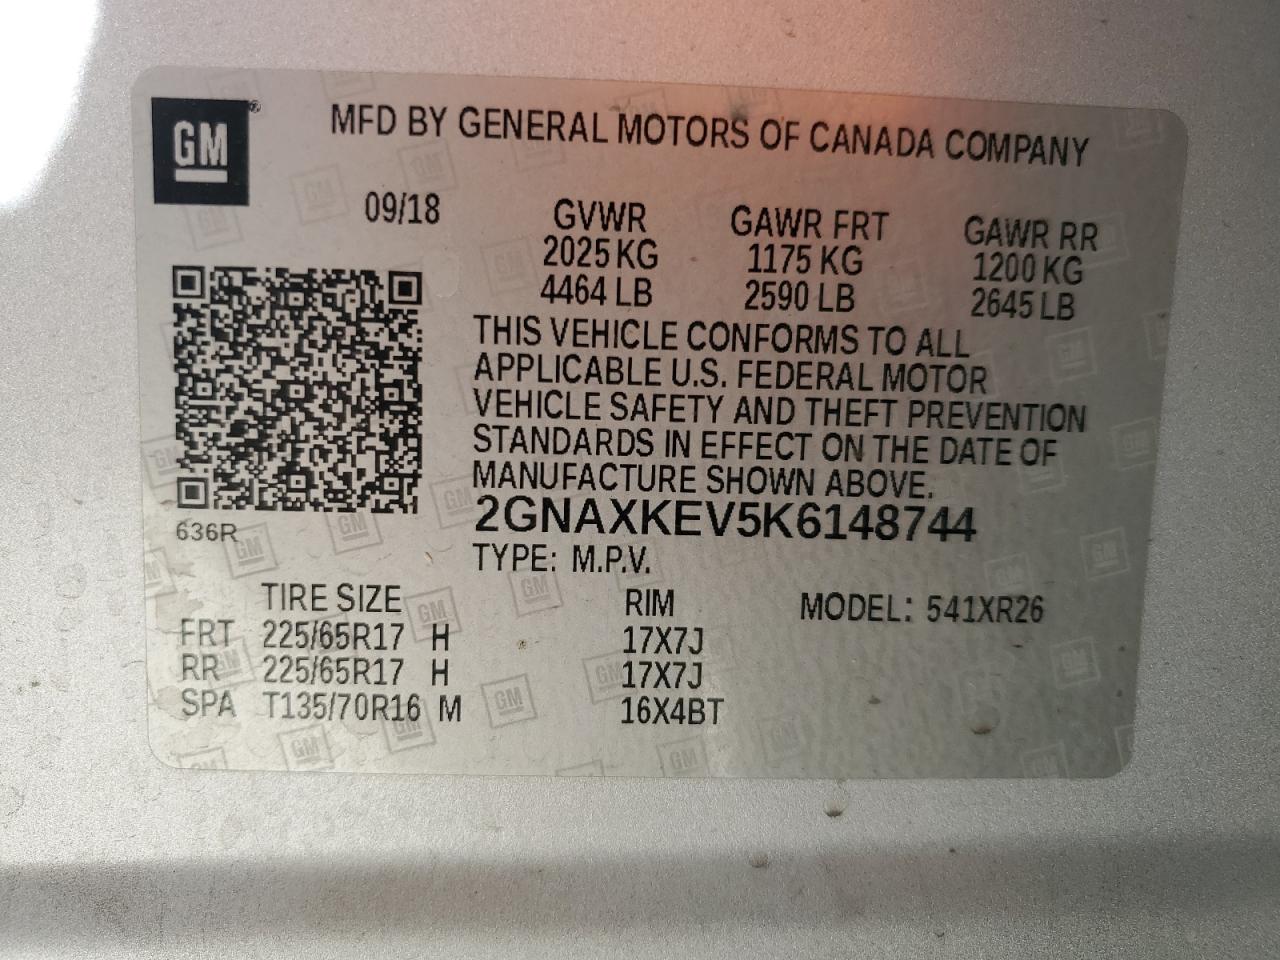 GM®
MFD BY GENERAL MOTORS OF CANADA COMPANY
09/18 GVWR GAWR FRT GAWR RR
2025 KG 1175 KG 1200 KG
4464 LB 2590 LB 2645 LB
THIS VEHICLE CONFORMS TO ALL
APPLICABLE U.S. FEDERAL MOTOR
VEHICLE SAFETY AND THEFT PREVENTION
STANDARDS IN EFFECT ON THE DATE OF
MANUFACTURE SHOWN ABOVE.
636R
2GNAXKEV5K6148744
TYPE: M.P.V.
TIRE SIZE RIM MODEL: 541XR26
FRT 225/65R17 H 17X7J
RR 225/65R17 H 17X7J
SPA T135/70R16 M 16X4BT